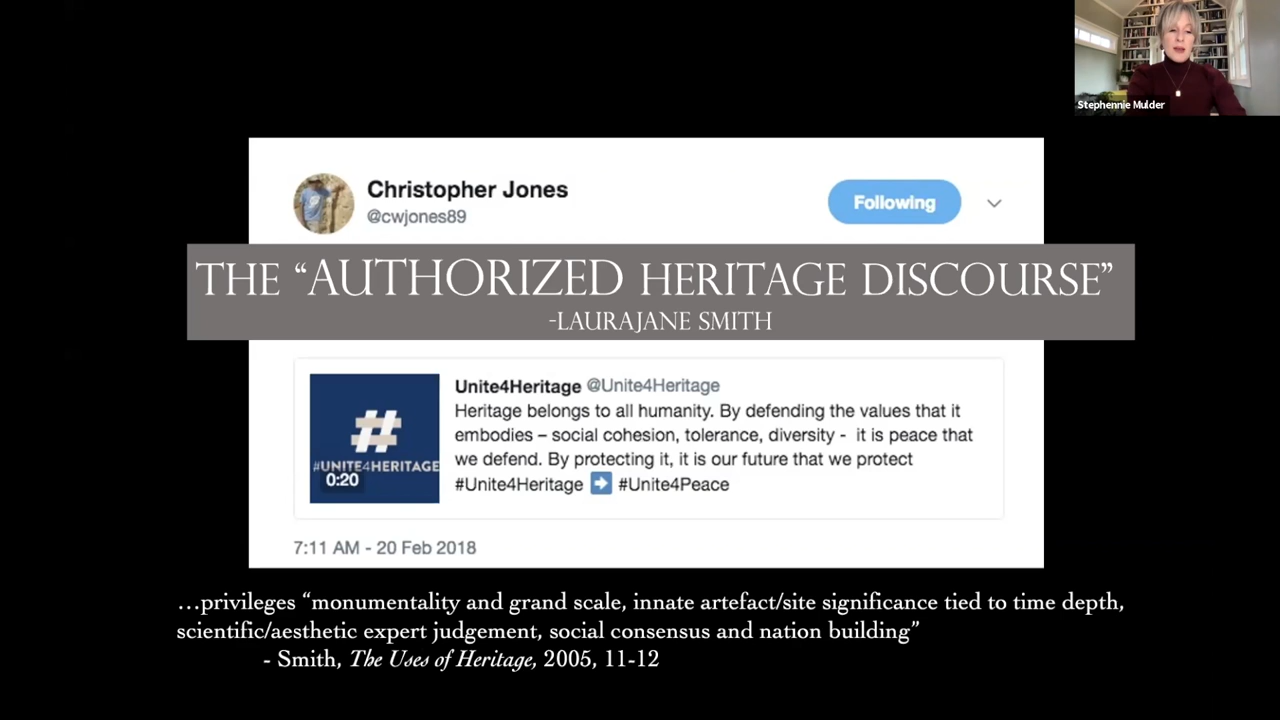 Stephennie Mulder
Christopher Jones
@cwjones89
Following
THE “AUTHORIZED HERITAGE DISCOURSE”
-LAURAJANE SMITH
#UNITE4HERITAGE
0:20
Unite4Heritage @Unite4Heritage
Heritage belongs to all humanity. By defending the values that it
embodies – social cohesion, tolerance, diversity - it is peace that
we defend. By protecting it, it is our future that we protect
#Unite4Heritage ➡ #Unite4Peace
7:11 AM - 20 Feb 2018
…privileges “monumentality and grand scale, innate artefact/site significance tied to time depth,
scientific/aesthetic expert judgement, social consensus and nation building”
- Smith, The Uses of Heritage, 2005, 11-12